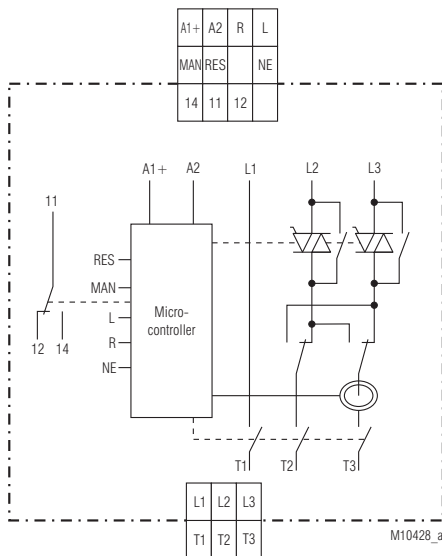 A1+ A2 R L
MAN RES NE
14 11 12
A1+ A2 L1 L2 L3
11
RES
MAN
Micro-
controller
L
R
NE
12 14
T1 T2 T3
L1 L2 L3
T1 T2 T3
M10428_a